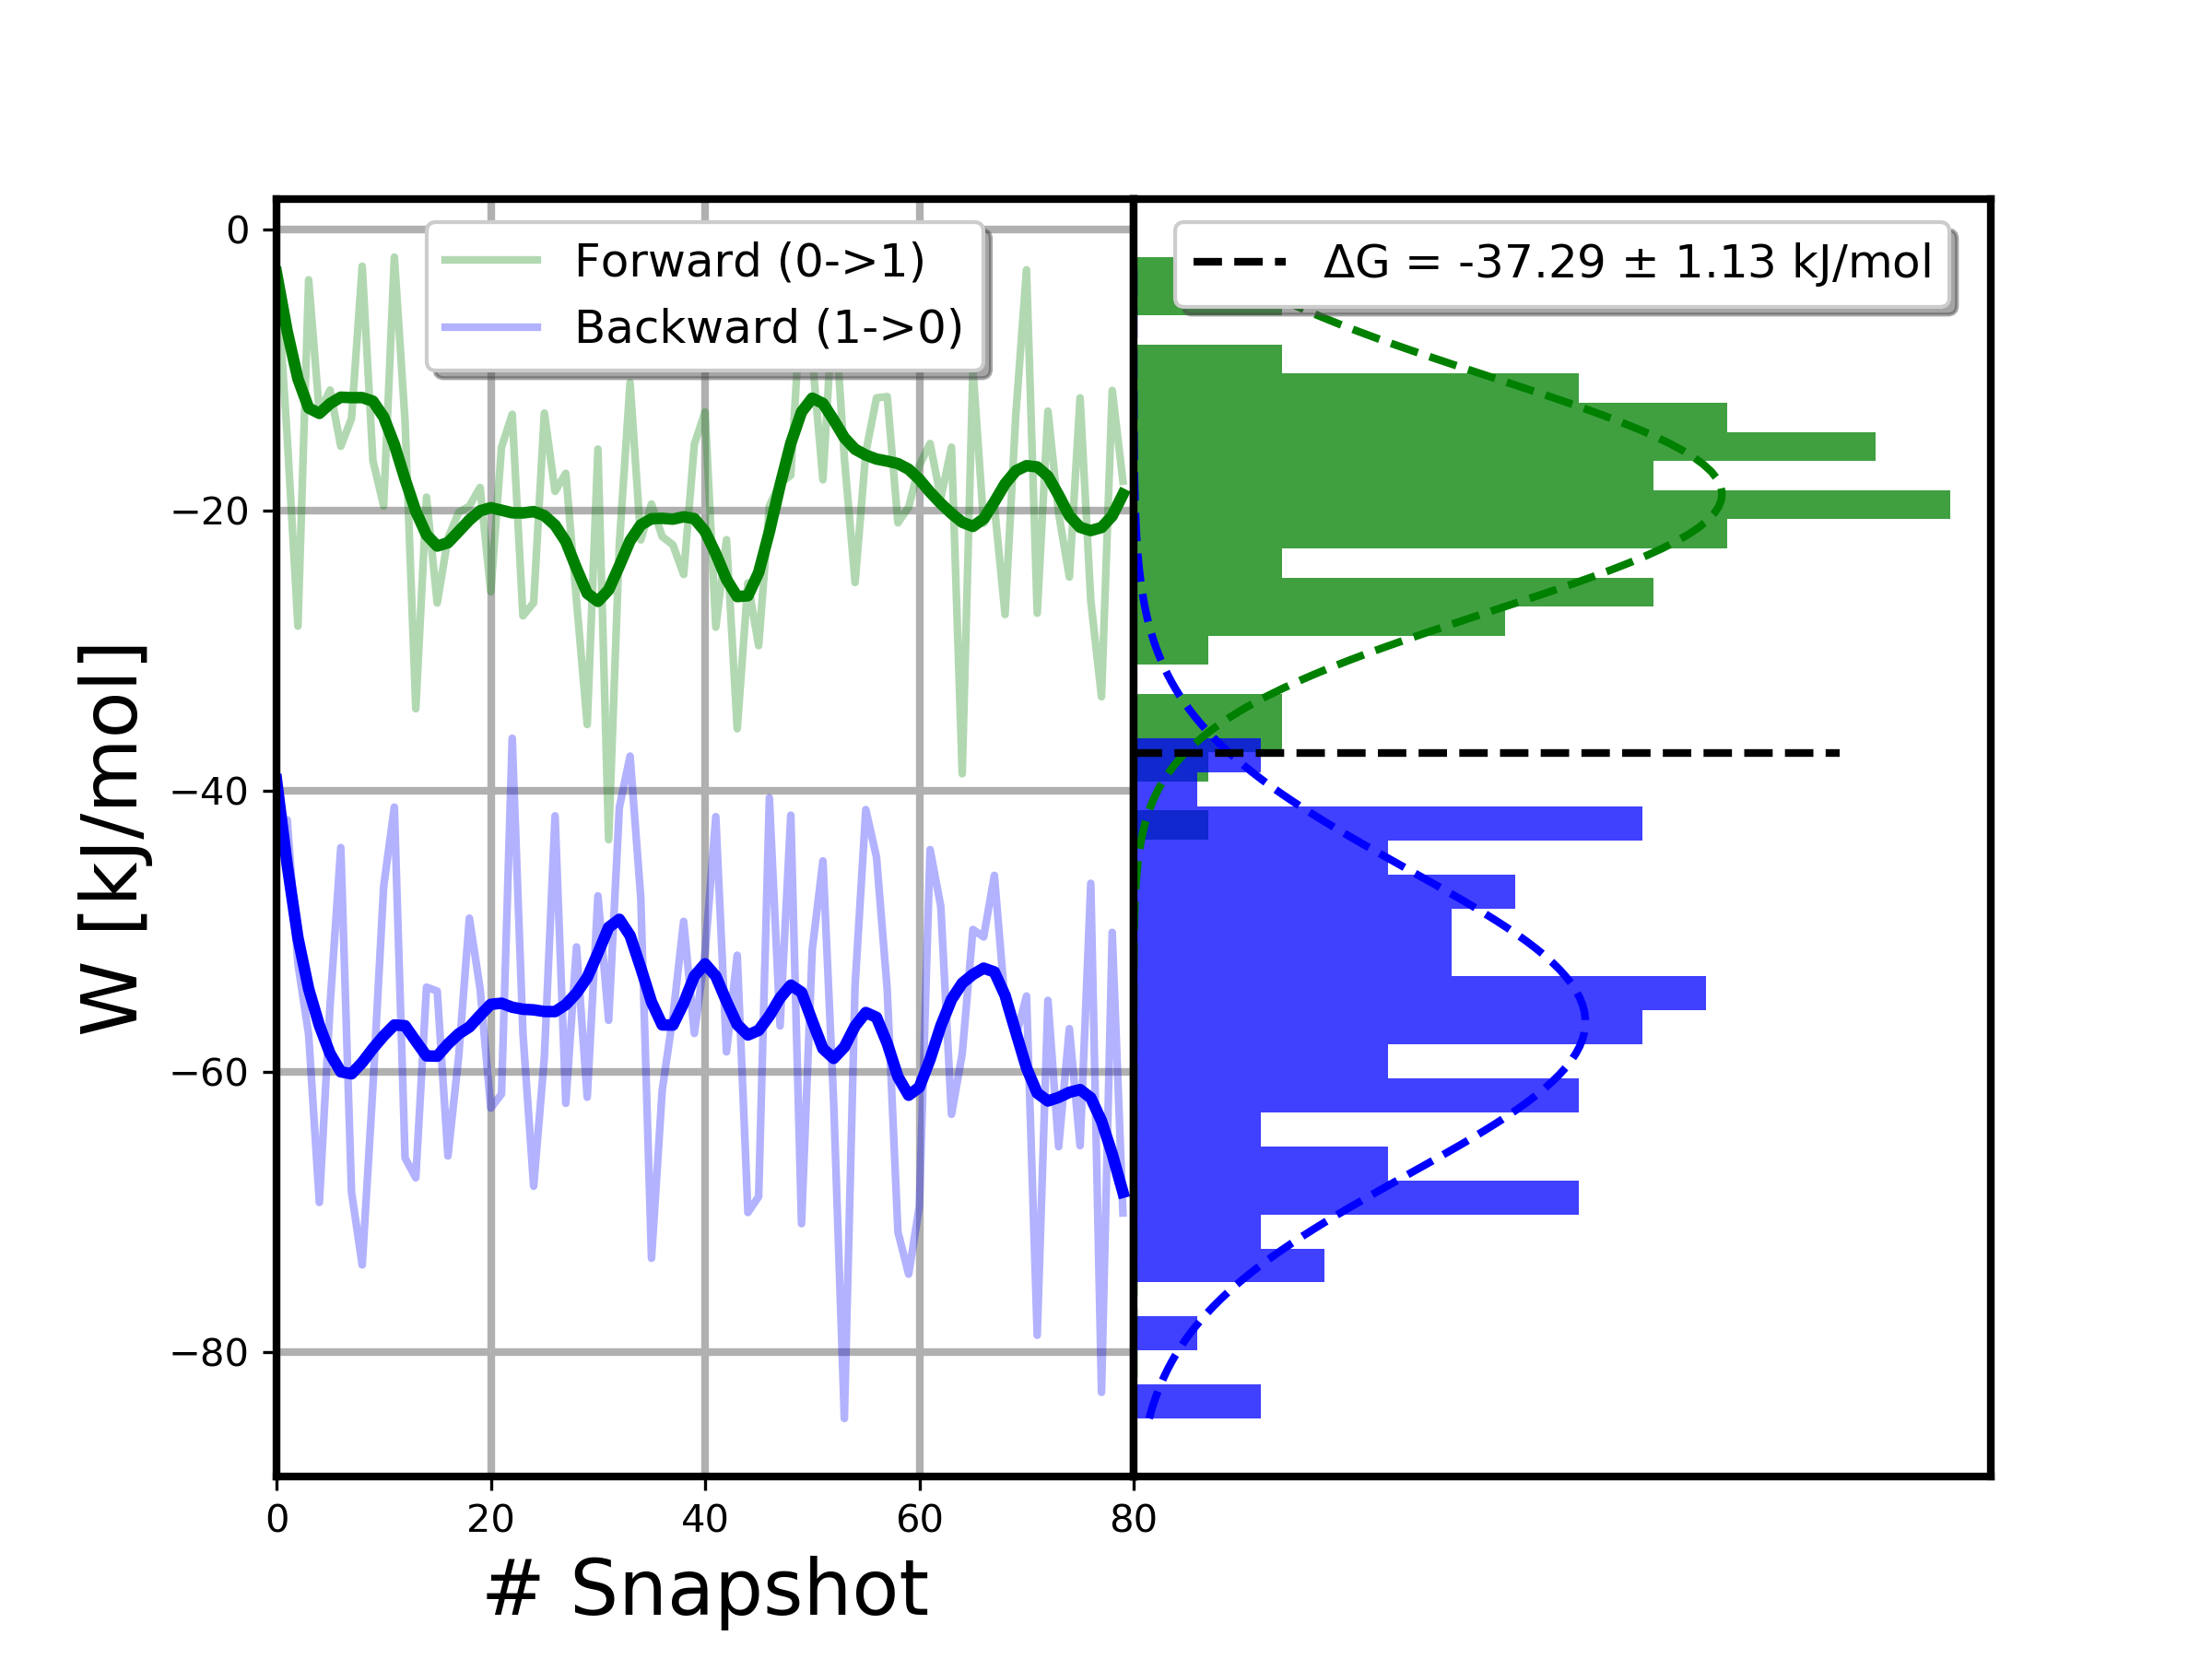 Forward (0->1)
Backward (1->0)
ΔG = -37.29 ± 1.13 kJ/mol
W [kJ/mol]
0
−20
−40
−60
−80
0 20 40 60 80
# Snapshot